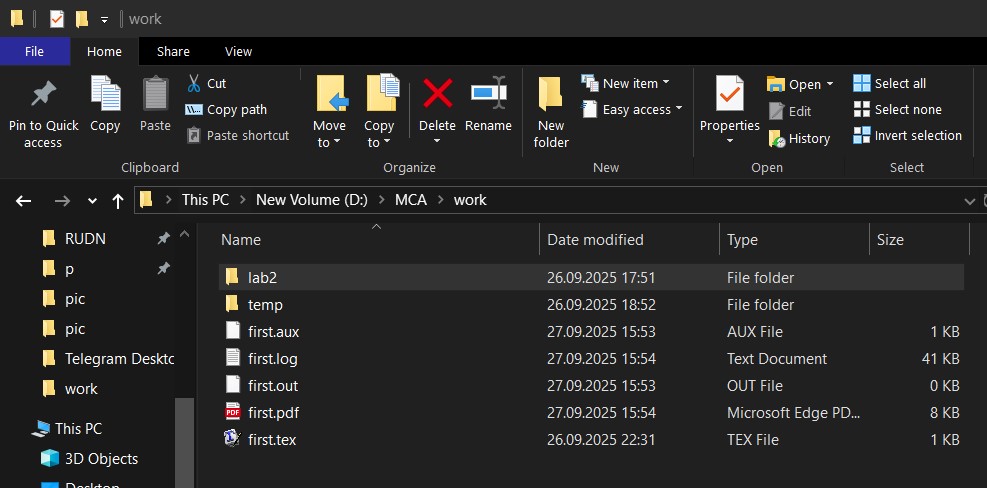 work
File Home Share View
Pin to Quick access
Copy
Paste
Cut
Copy path
Paste shortcut
Clipboard
Move to
Copy to
Delete
Rename
Organize
New folder
New item
Easy access
New
Properties
Open
Edit
History
Open
Select all
Select none
Invert selection
Select
This PC > New Volume (D:) > MCA > work
RUDN
p
pic
pic
Telegram Deskto
work
This PC
3D Objects
Desktop
Name Date modified Type Size
lab2 26.09.2025 17:51 File folder
temp 26.09.2025 18:52 File folder
first.aux 27.09.2025 15:53 AUX File 1 KB
first.log 27.09.2025 15:54 Text Document 41 KB
first.out 27.09.2025 15:53 OUT File 0 KB
PDF first.pdf 27.09.2025 15:54 Microsoft Edge PD... 8 KB
first.tex 26.09.2025 22:31 TEX File 1 KB